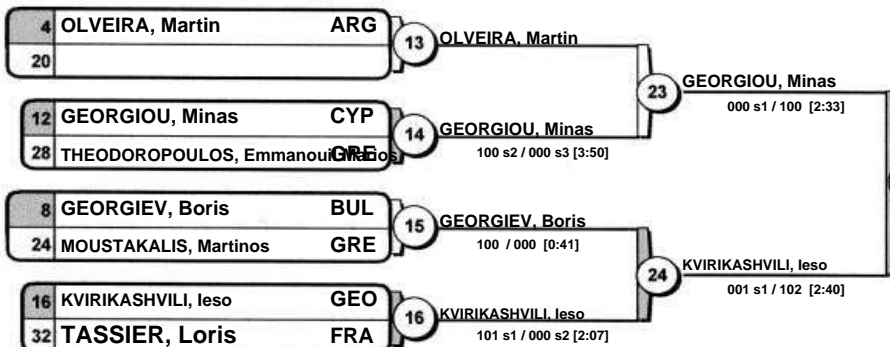 4 OLVEIRA, Martin ARG
20
13 OLVEIRA, Martin
12 GEORGIOU, Minas CYP
28 THEODOROPOULOS, Emmanouil Marios GRE
14 GEORGIOU, Minas
100 s2 / 000 s3 [3:50]
23 GEORGIOU, Minas
000 s1 / 100 [2:33]
8 GEORGIEV, Boris BUL
24 MOUSTAKALIS, Martinos GRE
15 GEORGIEV, Boris
100 / 000 [0:41]
16 KVIRIKASHVILI, Ieso GEO
32 TASSIER, Loris FRA
16 KVIRIKASHVILI, Ieso
101 s1 / 000 s2 [2:07]
24 KVIRIKASHVILI, Ieso
001 s1 / 102 [2:40]